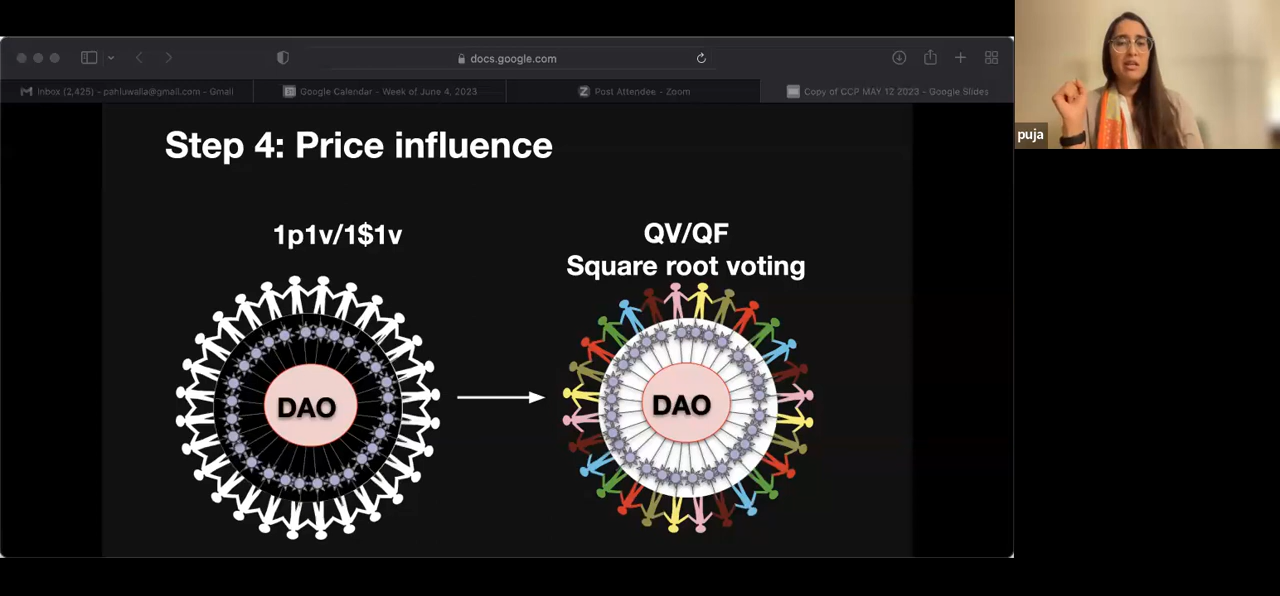 docs.google.com
Inbox (2,425) - pahluwalia@gmail.com - Gmail
Google Calendar - Week of June 4, 2023
Post Attendee - Zoom
Copy of CCP MAY 12 2023 - Google Slides
puja
Step 4: Price influence
1p1v/1$1v
QV/QF
Square root voting
DAO
DAO